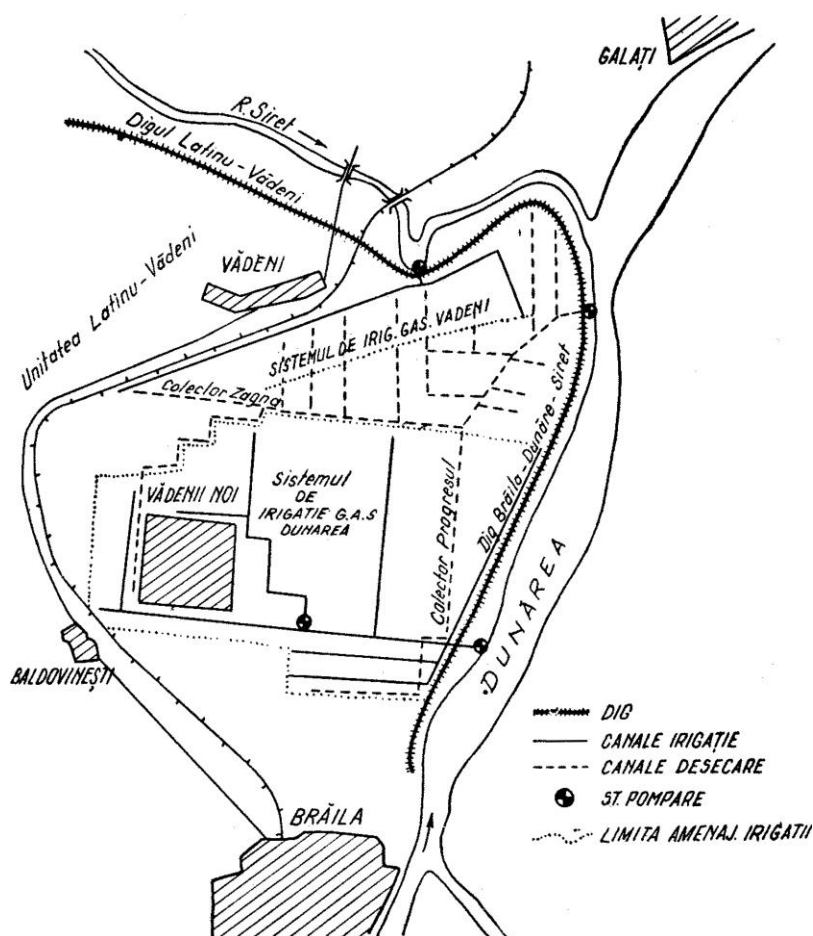 GALAȚI
R. Siret
Digul Latinu-Vădeni
VĂDENI
Unitatea Latinu-Vădeni
SISTEMUL DE IRIG. GAS. VADENI
Colector Zagna
VĂDENII NOI
Sistemul
DE
IRIGAȚIE G.A.S
DUNAREA
Colector Progresul
Dig Brăila-Dunăre-Siret
DUNĂREA
BALDOVINEȘTI
BRĂILA
DIG
CANALE IRIGAȚIE
CANALE DESECARE
ST. POMPARE
LIMITA AMENAJ. IRIGATII